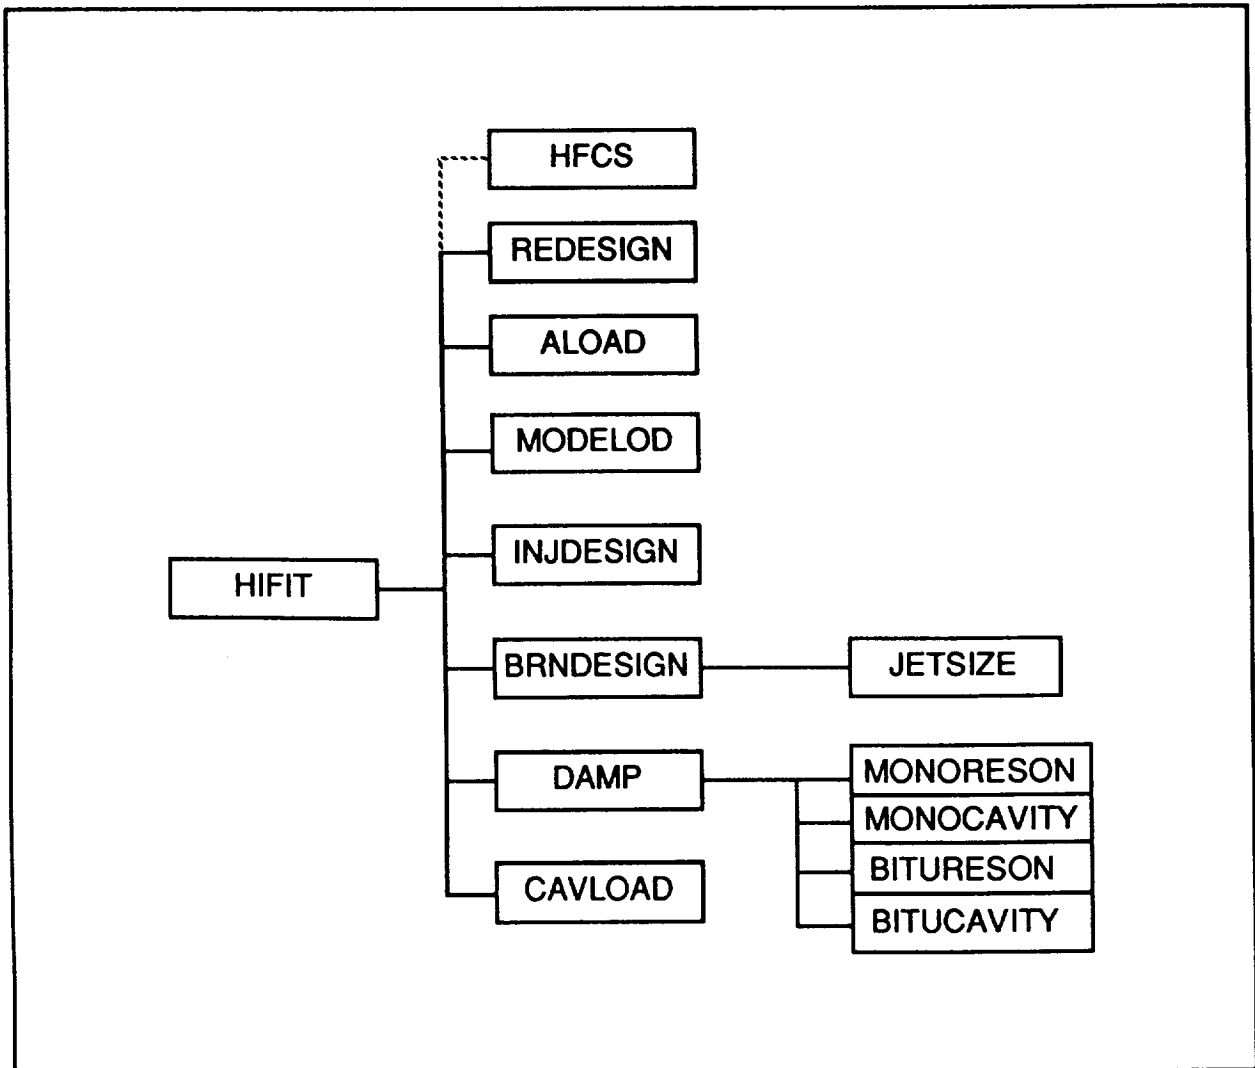 HFCS
REDESIGN
ALOAD
MODELOD
INJDESIGN
HIFIT
BRNDESIGN
JETSIZE
DAMP
MONORESON
MONOCAVITY
BITURESON
CAVLOAD
BITUCAVITY